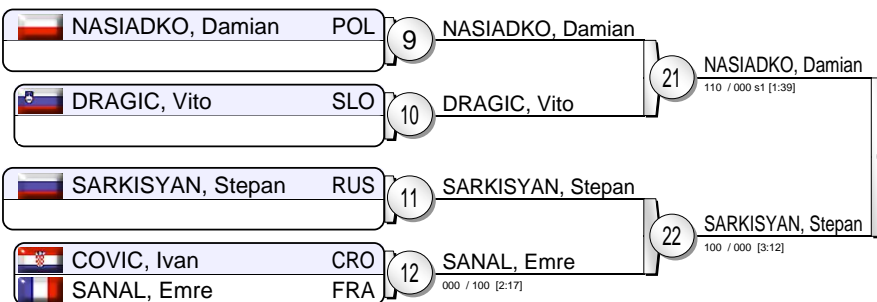 NASIADKO, Damian POL
9
NASIADKO, Damian
21
NASIADKO, Damian
110 / 000 s1 [1:39]
DRAGIC, Vito SLO
10
DRAGIC, Vito
SARKISYAN, Stepan RUS
11
SARKISYAN, Stepan
22
SARKISYAN, Stepan
100 / 000 [3:12]
COVIC, Ivan CRO
SANAL, Emre FRA
12
SANAL, Emre
000 / 100 [2:17]